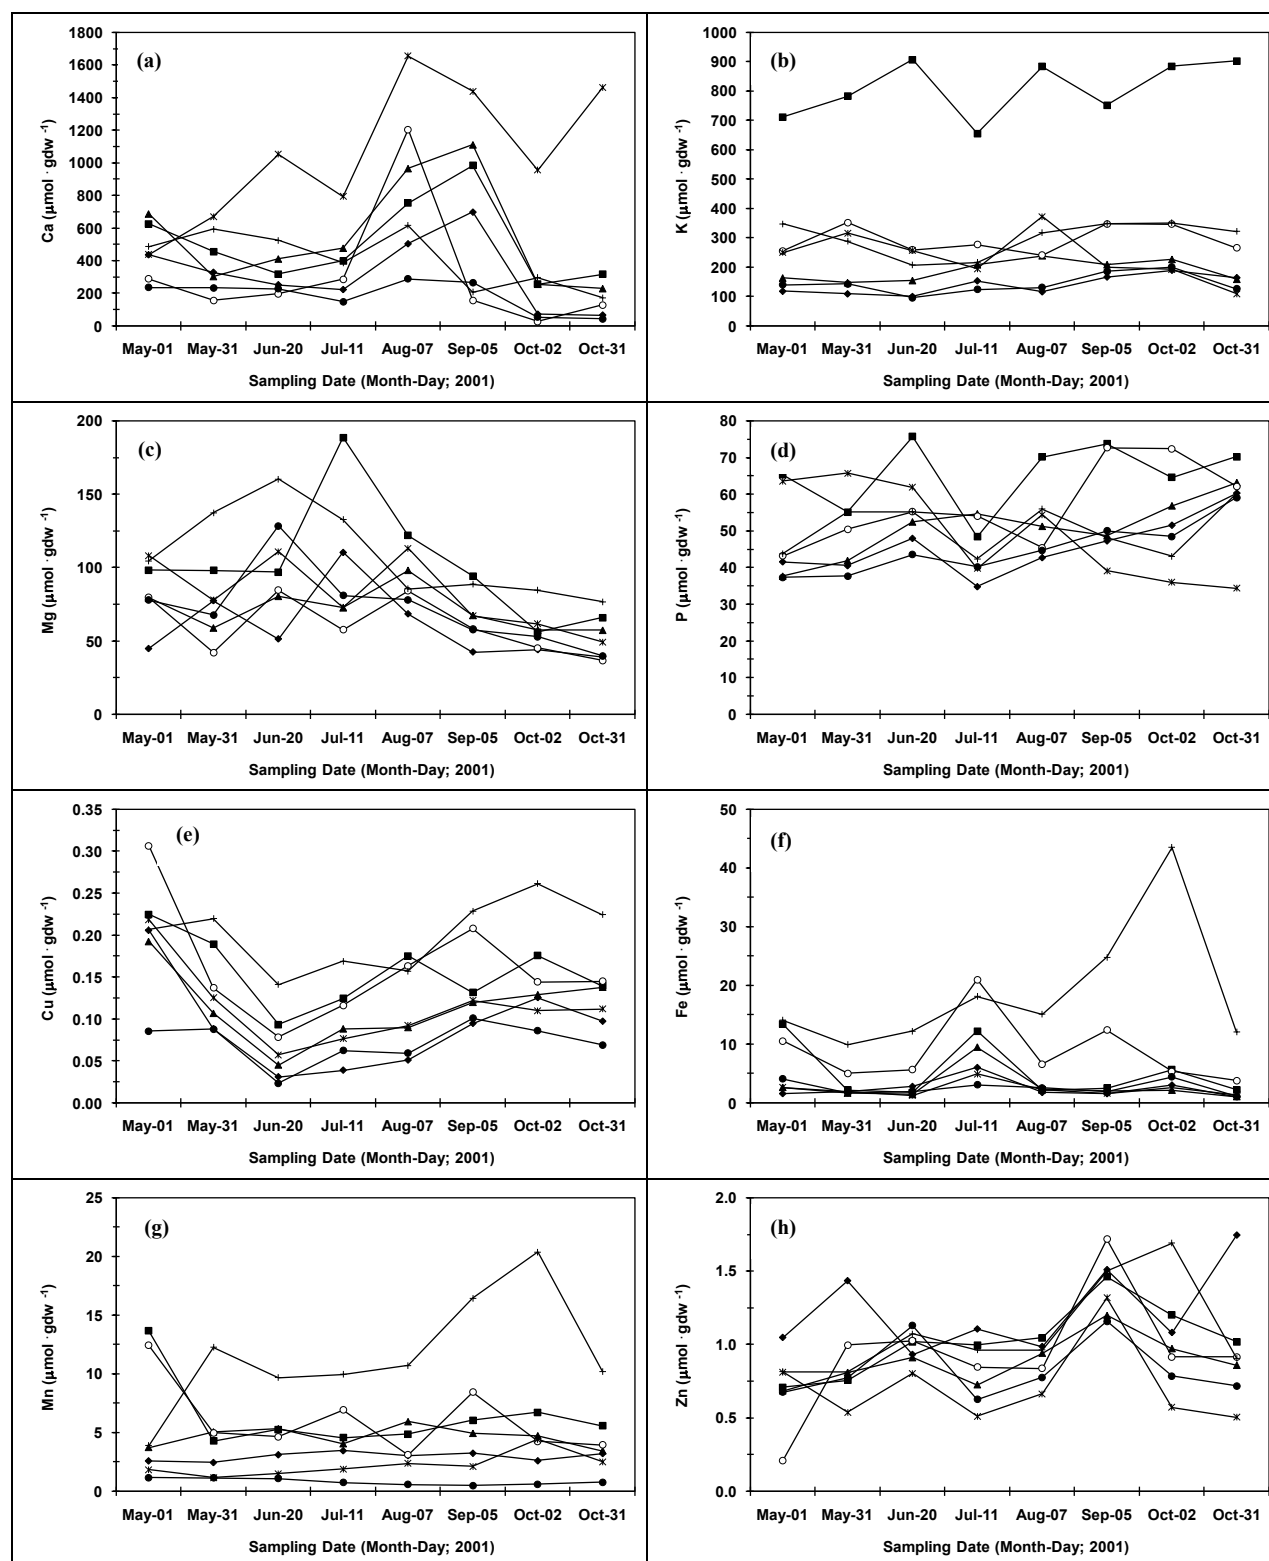 (a)
Ca (μmol · gdw ⁻¹)
1800
1600
1400
1200
1000
800
600
400
200
0
May-01 May-31 Jun-20 Jul-11 Aug-07 Sep-05 Oct-02 Oct-31
Sampling Date (Month-Day; 2001)
(b)
K (μmol · gdw ⁻¹)
1000
900
800
700
600
500
400
300
200
100
0
May-01 May-31 Jun-20 Jul-11 Aug-07 Sep-05 Oct-02 Oct-31
Sampling Date (Month-Day; 2001)
(c)
Mg (μmol · gdw ⁻¹)
200
150
100
50
0
May-01 May-31 Jun-20 Jul-11 Aug-07 Sep-05 Oct-02 Oct-31
Sampling Date (Month-Day; 2001)
(d)
P (μmol · gdw ⁻¹)
80
70
60
50
40
30
20
10
0
May-01 May-31 Jun-20 Jul-11 Aug-07 Sep-05 Oct-02 Oct-31
Sampling Date (Month-Day; 2001)
(e)
Cu (μmol · gdw ⁻¹)
0.35
0.30
0.25
0.20
0.15
0.10
0.05
0.00
May-01 May-31 Jun-20 Jul-11 Aug-07 Sep-05 Oct-02 Oct-31
Sampling Date (Month-Day; 2001)
(f)
Fe (μmol · gdw ⁻¹)
50
40
30
20
10
0
May-01 May-31 Jun-20 Jul-11 Aug-07 Sep-05 Oct-02 Oct-31
Sampling Date (Month-Day; 2001)
(g)
Mn (μmol · gdw ⁻¹)
25
20
15
10
5
0
May-01 May-31 Jun-20 Jul-11 Aug-07 Sep-05 Oct-02 Oct-31
Sampling Date (Month-Day; 2001)
(h)
Zn (μmol · gdw ⁻¹)
2.0
1.5
1.0
0.5
0.0
May-01 May-31 Jun-20 Jul-11 Aug-07 Sep-05 Oct-02 Oct-31
Sampling Date (Month-Day; 2001)